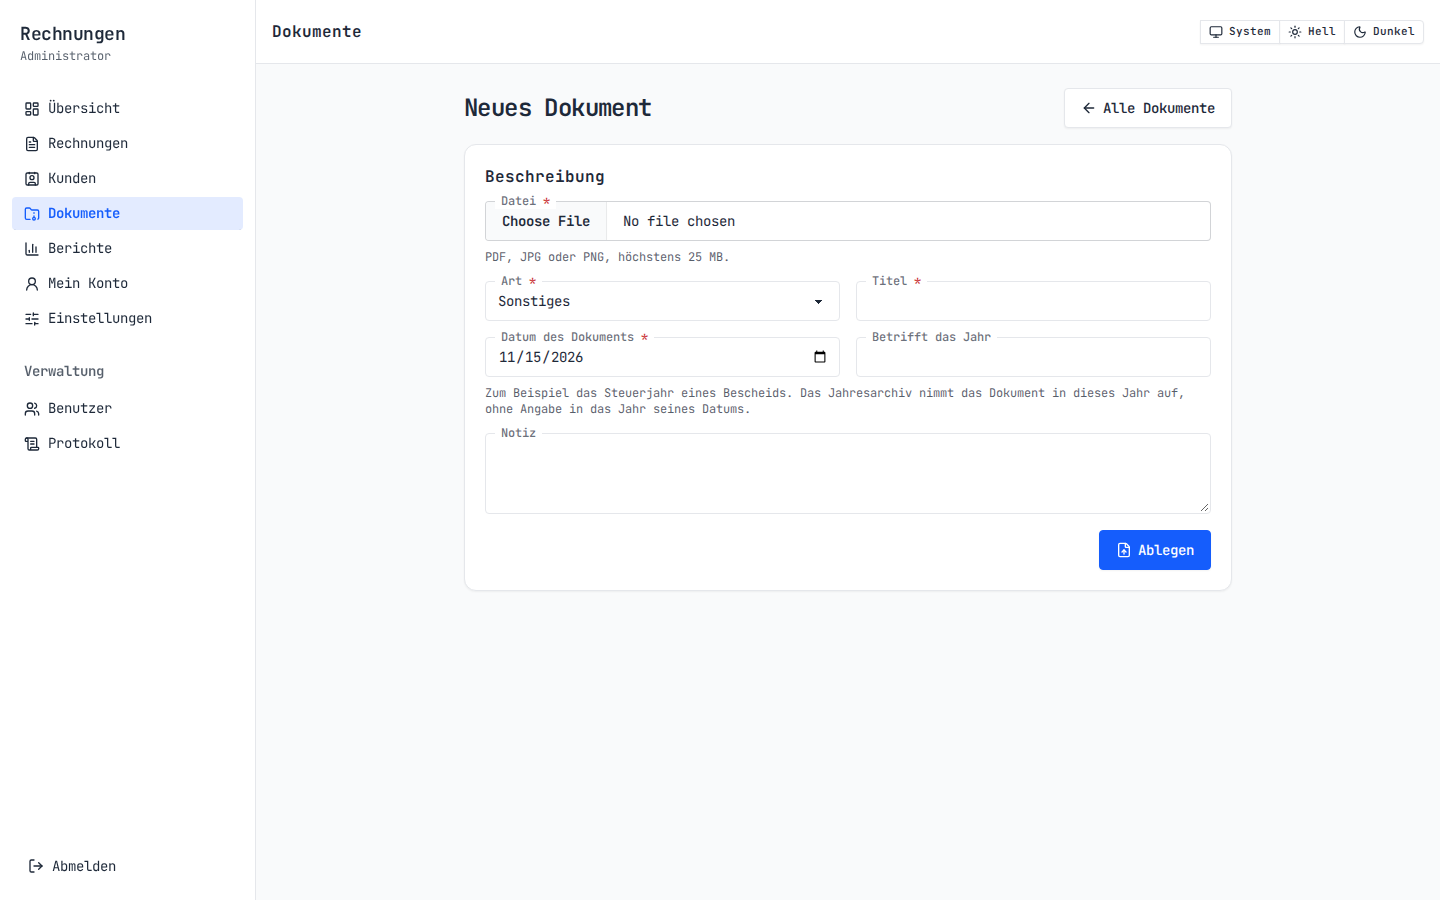 Rechnungen
Administrator
Übersicht
Rechnungen
Kunden
Dokumente
Berichte
Mein Konto
Einstellungen
Verwaltung
Benutzer
Protokoll
Abmelden
Dokumente
System
Hell
Dunkel
Neues Dokument
Alle Dokumente
Beschreibung
Datei *
Choose File No file chosen
PDF, JPG oder PNG, höchstens 25 MB.
Art *
Sonstiges
Titel *
Datum des Dokuments *
11/15/2026
Betrifft das Jahr
Zum Beispiel das Steuerjahr eines Bescheids. Das Jahresarchiv nimmt das Dokument in dieses Jahr auf,
ohne Angabe in das Jahr seines Datums.
Notiz
Ablegen